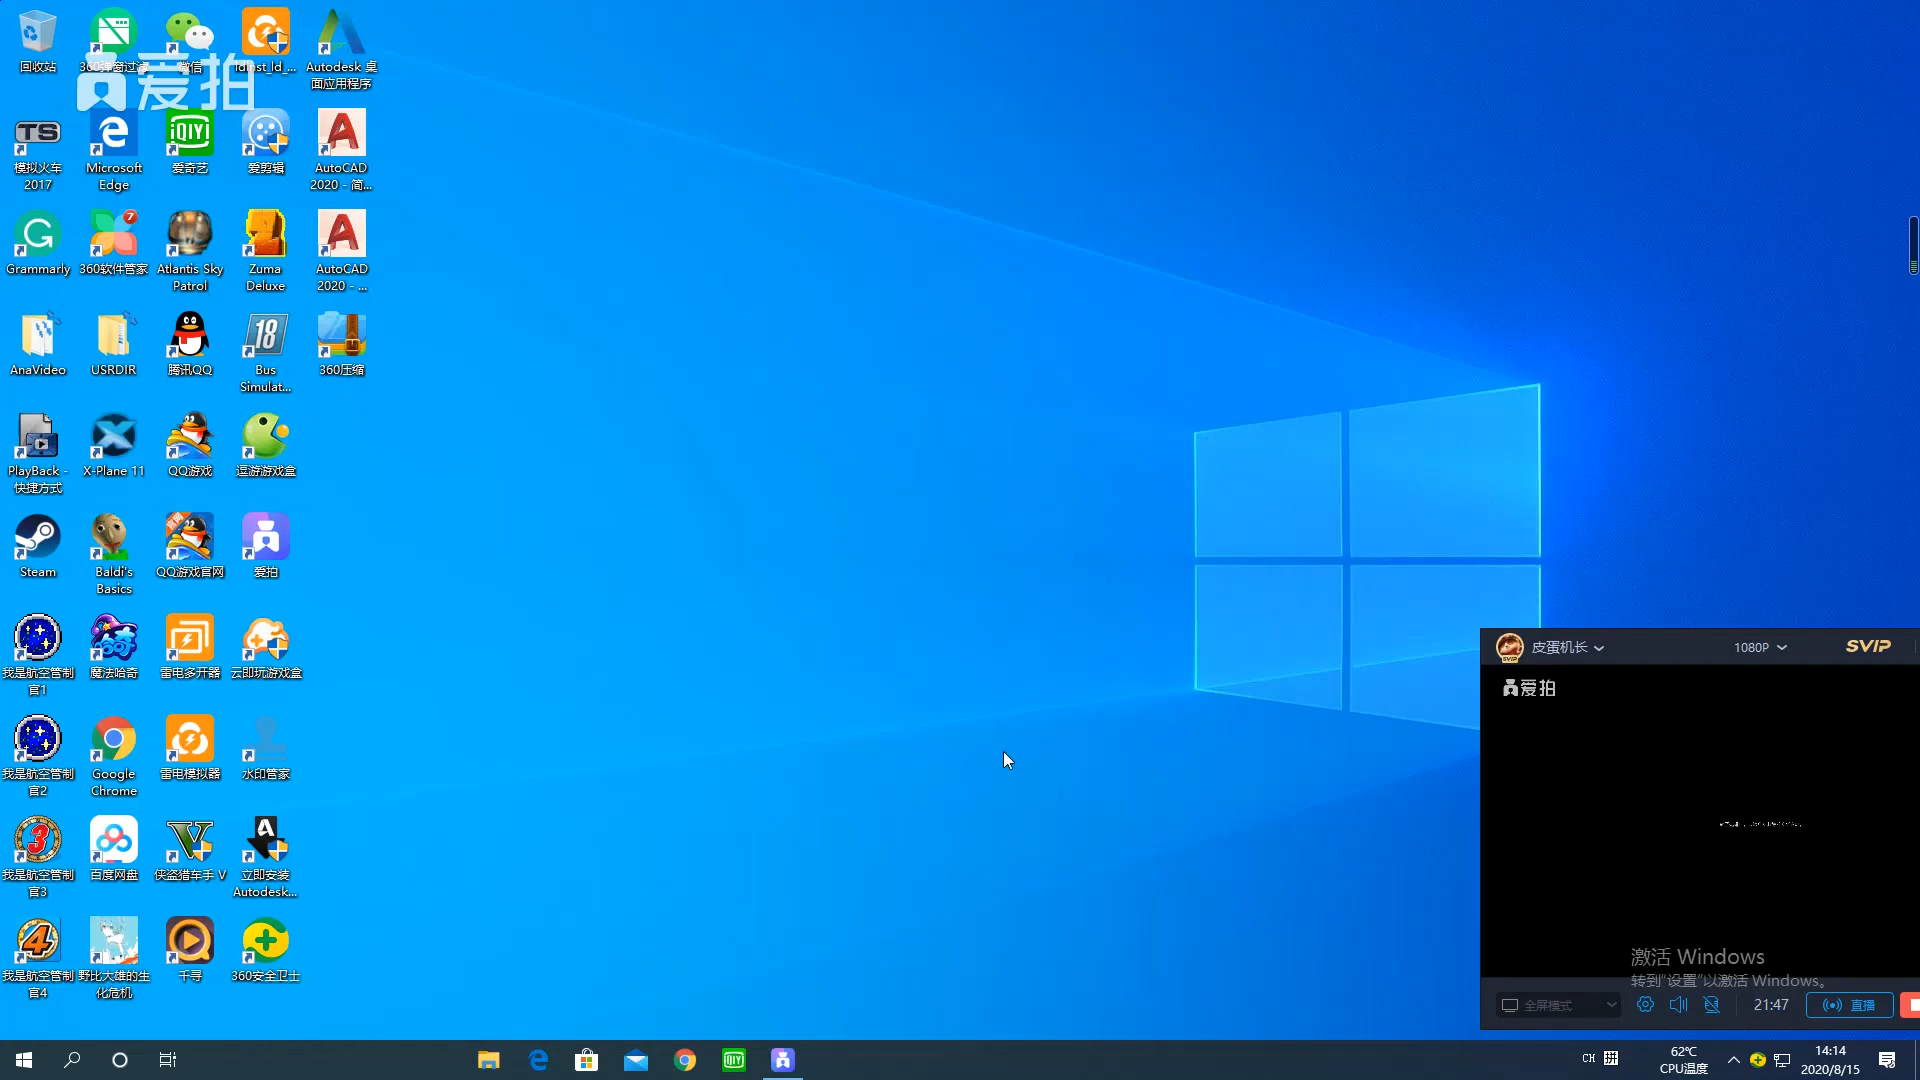 回收站
微信
ldinst_ld_...
Autodesk 桌
面应用程序
爱拍
TS
模拟火车
2017
Microsoft
Edge
iQIYI
爱奇艺
爱剪辑
AutoCAD
2020 - 简...
Grammarly
7
360软件管家
Atlantis Sky
Patrol
Zuma
Deluxe
AutoCAD
2020 - ...
AnaVideo
USRDIR
腾讯QQ
18
Bus
Simulat...
360压缩
PlayBack -
快捷方式
X-Plane 11
QQ游戏
逗游游戏盒
Steam
Baldi's
Basics
官网
QQ游戏官网
爱拍
我是航空管制
官1
哈奇
魔法哈奇
雷电多开器
云即玩游戏盒
我是航空管制
官2
Google
Chrome
雷电模拟器
水印管家
3
我是航空管制
官3
百度网盘
V
侠盗猎车手 V
立即安装
Autodesk...
4
我是航空管制
官4
野比大雄的生
化危机
千寻
360安全卫士
SVIP
皮蛋机长
1080P
SVIP
爱拍
激活 Windows
转到“设置”以激活 Windows。
全屏模式
21:47
直播
CH
拼
62℃
CPU温度
14:14
2020/8/15